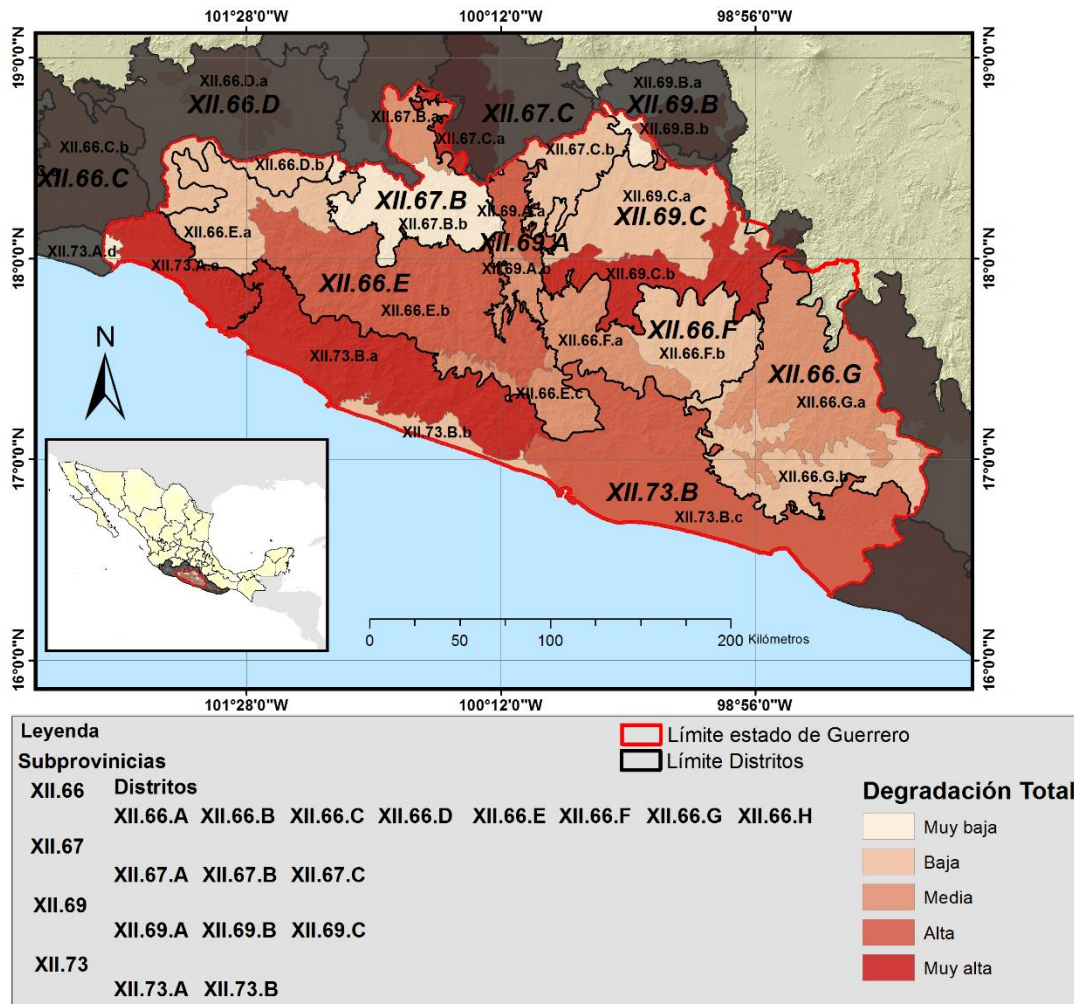 101°28'0"W 100°12'0"W 98°56'0"W
19°0'0"N
19°0'0"N
18°0'0"N
18°0'0"N
17°0'0"N
17°0'0"N
16°0'0"N
16°0'0"N
XII.66.D.a
XII.66.D
XII.66.C.b
XII.66.C
XII.67.B.a
XII.67.C
XII.67.C.a
XII.69.B.a
XII.69.B
XII.69.B.b
XII.67.C.b
XII.66.D.b
XII.67.B
XII.67.B.b
XII.69.C.a
XII.69.C
XII.69.A.a
XII.69.A
XII.69.A.b
XII.66.E.a
XII.73.A.d
XII.73.A.e
XII.66.E
XII.66.E.b
XII.69.C.b
XII.66.F
XII.66.F.a
XII.66.F.b
XII.66.G
XII.66.G.a
XII.73.B.a
XII.66.E.c
XII.73.B.b
XII.66.G.b
XII.73.B
XII.73.B.c
N
0 50 100 200 Kilómetros
101°28'0"W 100°12'0"W 98°56'0"W
Leyenda
Límite estado de Guerrero
Subprovinicias
Límite Distritos
XII.66
Distritos
XII.66.A XII.66.B XII.66.C XII.66.D XII.66.E XII.66.F XII.66.G XII.66.H
XII.67
XII.67.A XII.67.B XII.67.C
XII.69
XII.69.A XII.69.B XII.69.C
XII.73
XII.73.A XII.73.B
Degradación Total
Muy baja
Baja
Media
Alta
Muy alta